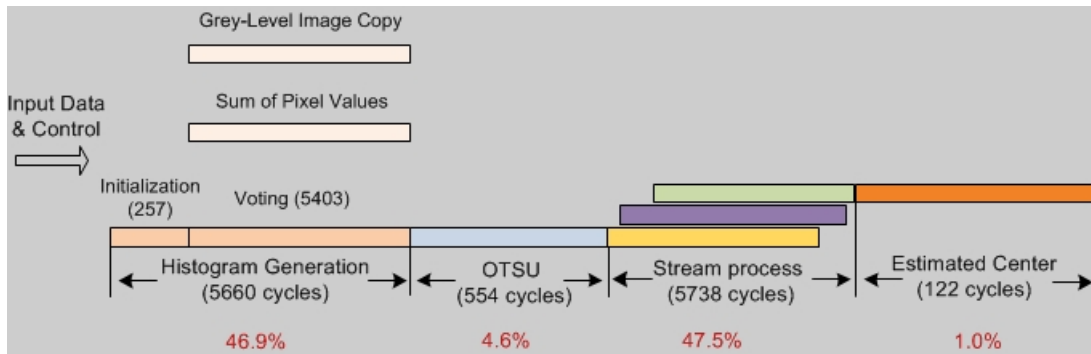 Grey-Level Image Copy
Sum of Pixel Values
Input Data
& Control
Initialization
(257)
Voting (5403)
Histogram Generation
(5660 cycles)
OTSU
(554 cycles)
Stream process
(5738 cycles)
Estimated Center
(122 cycles)
46.9%
4.6%
47.5%
1.0%